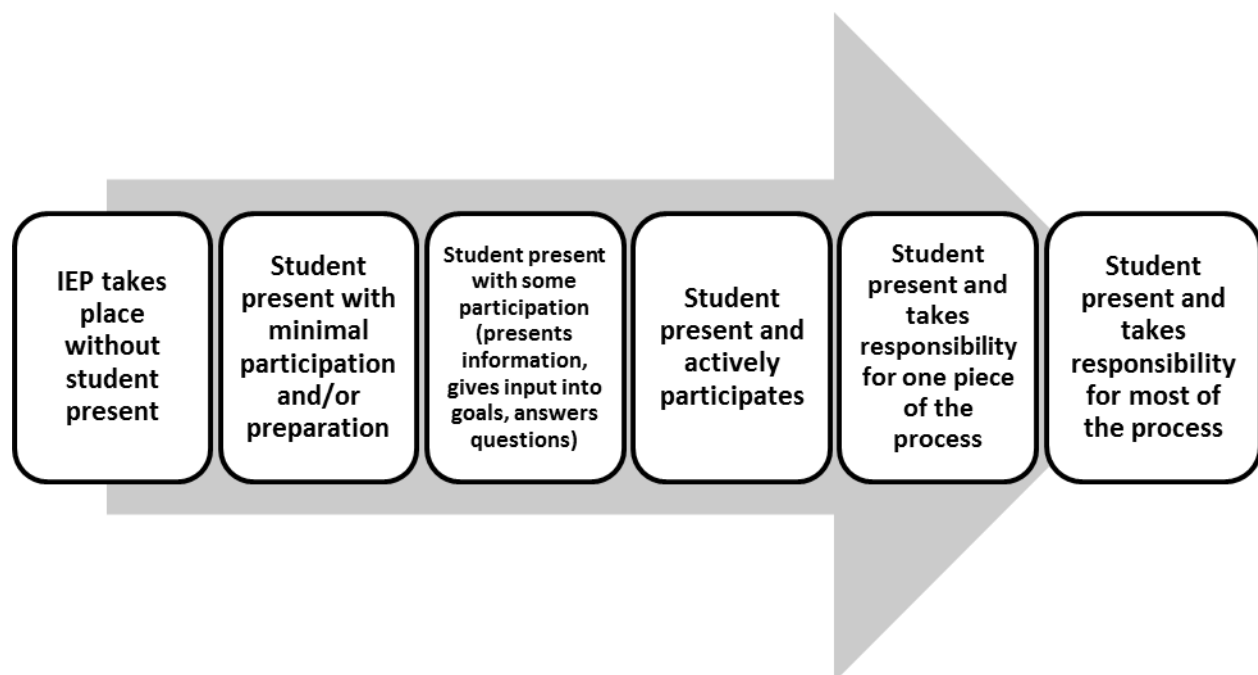 IEP takes
place
without
student
present
Student
present with
minimal
participation
and/or
preparation
Student present
with some
participation
(presents
information,
gives input into
goals, answers
questions)
Student
present and
actively
participates
Student
present and
takes
responsibility
for one piece
of the
process
Student
present and
takes
responsibility
for most of
the process